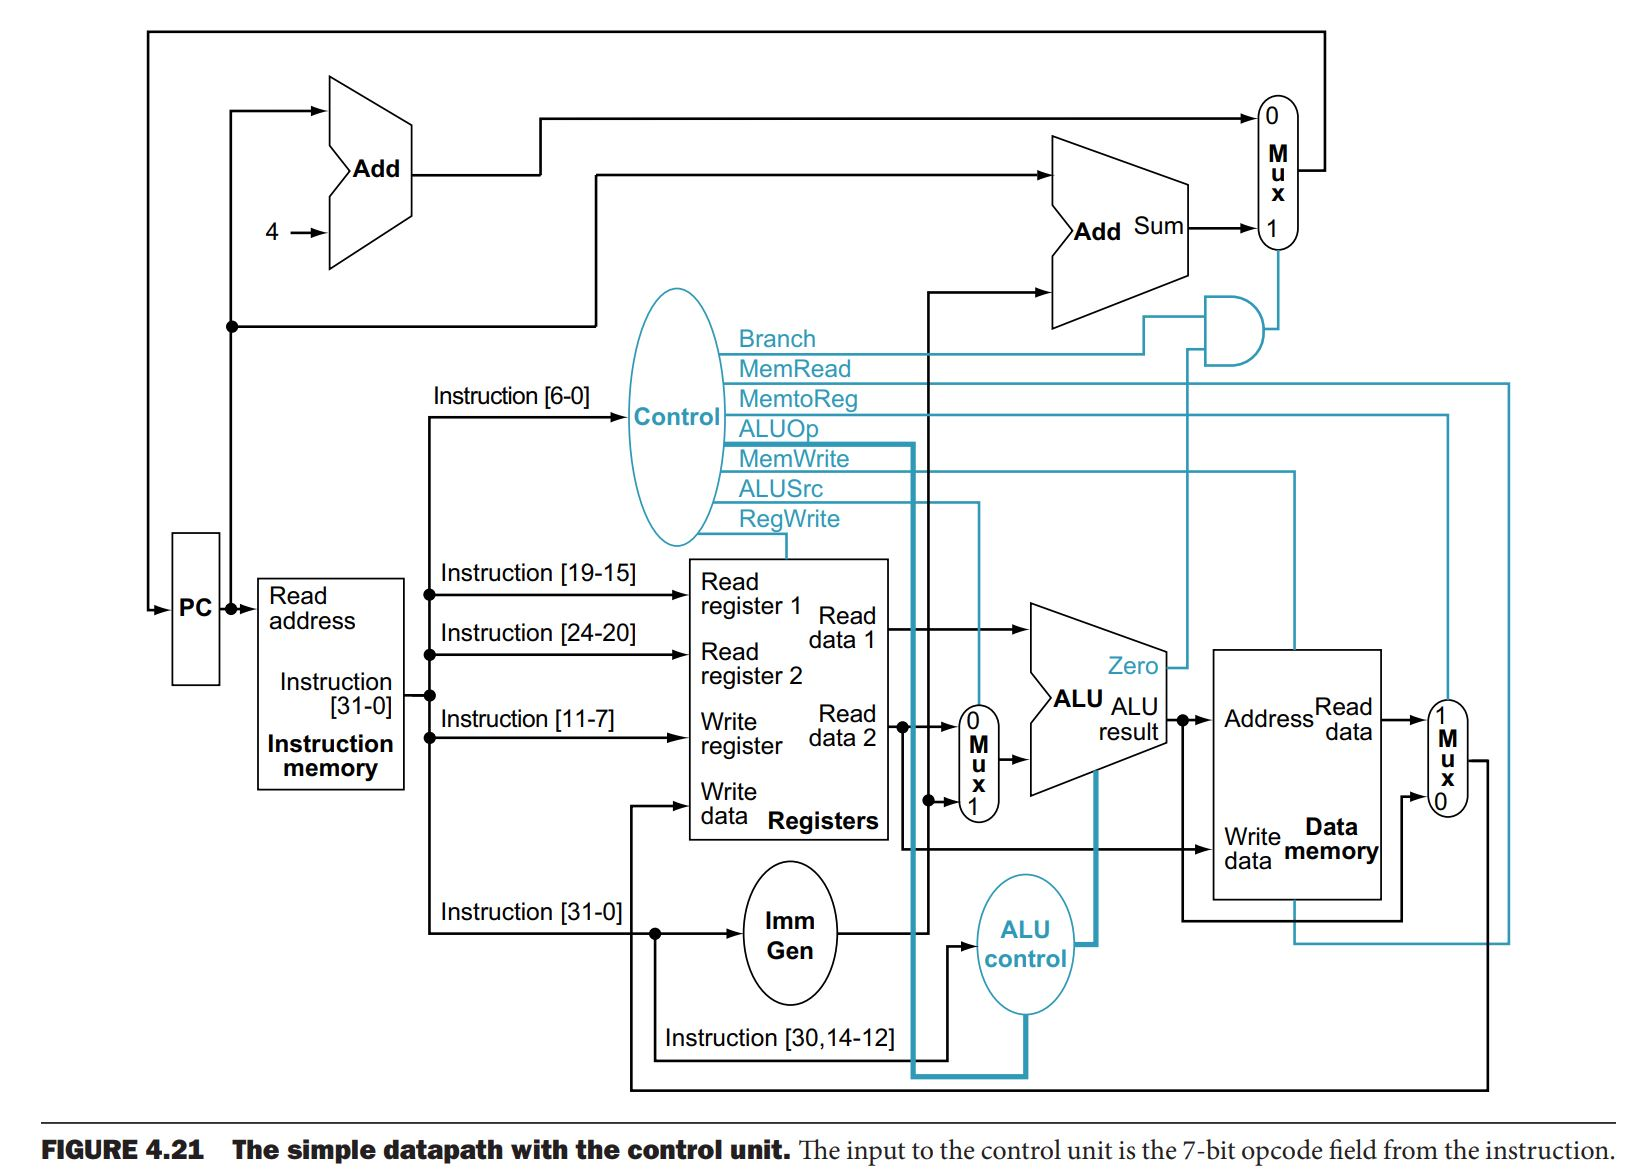 0
M
u
x
1
Add
4
Add Sum
Branch
MemRead
MemtoReg
ALUOp
MemWrite
ALUSrc
RegWrite
Instruction [6-0]
Control
PC
Read
address
Instruction
[31-0]
Instruction
memory
Instruction [19-15]
Instruction [24-20]
Instruction [11-7]
Instruction [31-0]
Read
register 1
Read
data 1
Read
register 2
Write
register
Read
data 2
Write
data
Registers
0
M
u
x
1
Zero
ALU
ALU
result
Address
Read
data
Write
data
Data
memory
1
M
u
x
0
Imm
Gen
ALU
control
Instruction [30,14-12]
FIGURE 4.21 The simple datapath with the control unit. The input to the control unit is the 7-bit opcode field from the instruction.